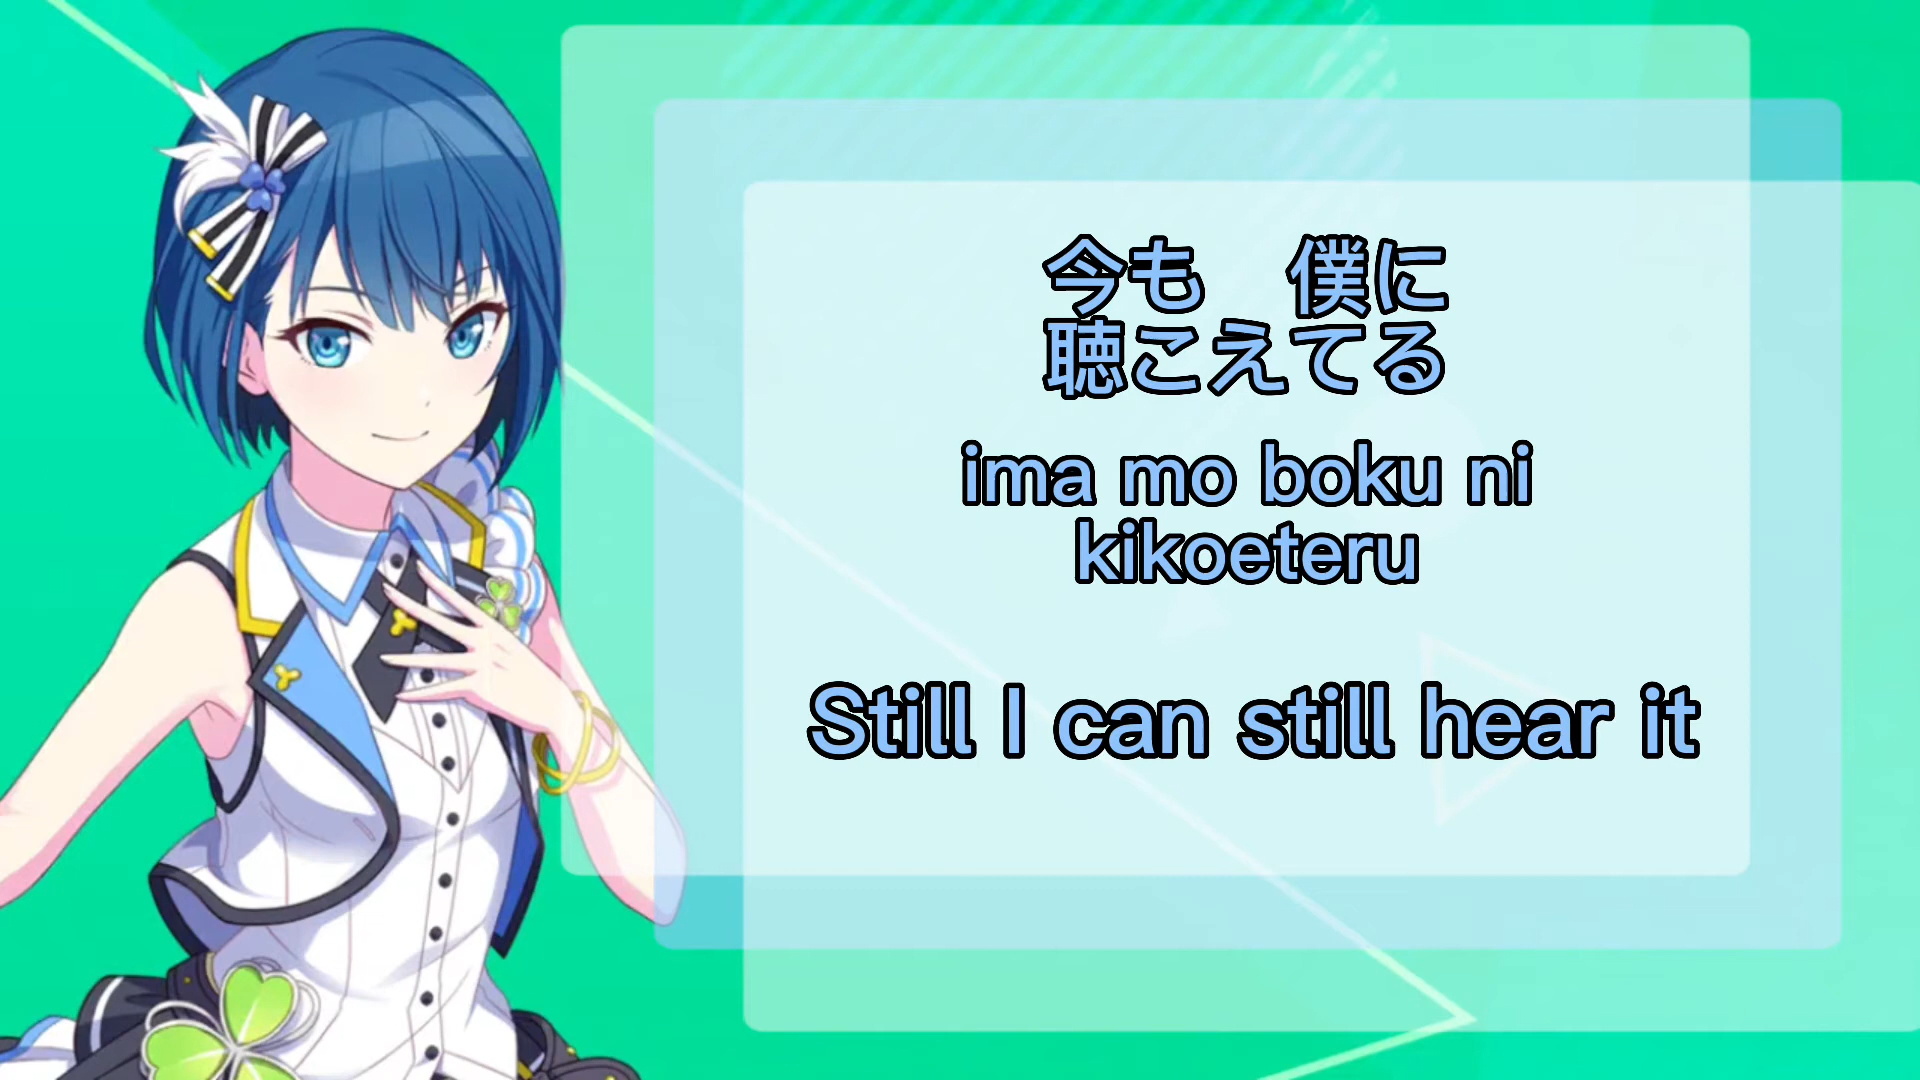 今も　僕に
聴こえてる
ima mo boku ni
kikoeteru
Still I can still hear it